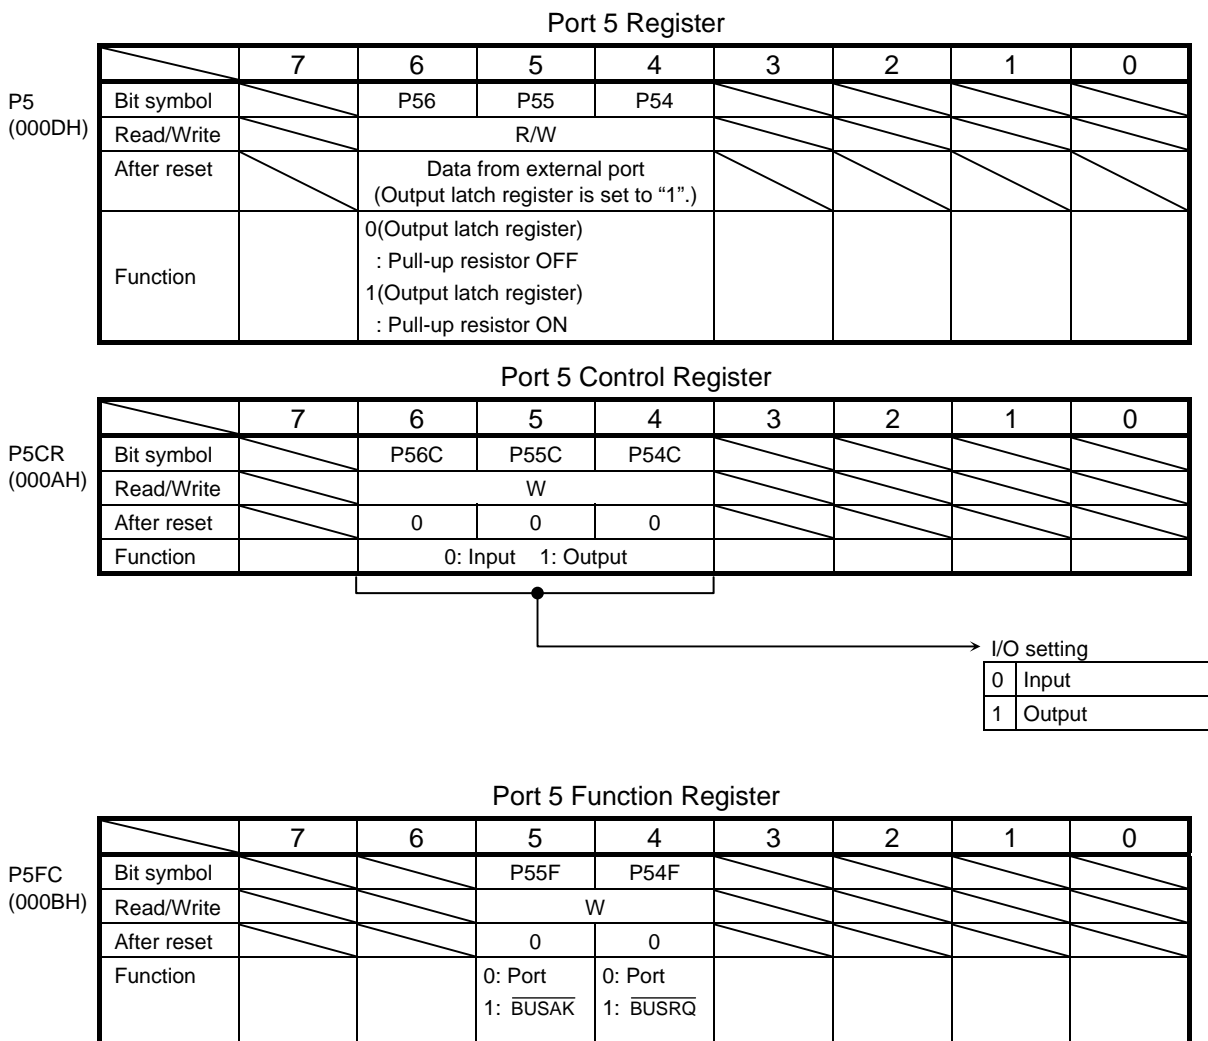 Port 5 Register
7 6 5 4 3 2 1 0
P5
(000DH)
Bit symbol P56 P55 P54
Read/Write R/W
After reset Data from external port
(Output latch register is set to “1”.)
Function
0(Output latch register)
: Pull-up resistor OFF
1(Output latch register)
: Pull-up resistor ON
Port 5 Control Register
7 6 5 4 3 2 1 0
P5CR
(000AH)
Bit symbol P56C P55C P54C
Read/Write W
After reset 0 0 0
Function 0: Input 1: Output
I/O setting
0 Input
1 Output
Port 5 Function Register
7 6 5 4 3 2 1 0
P5FC
(000BH)
Bit symbol P55F P54F
Read/Write W
After reset 0 0
Function 0: Port 0: Port
1: B̅U̅S̅A̅K̅ 1: B̅U̅S̅R̅Q̅